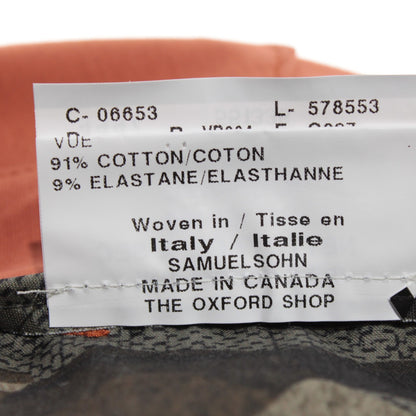 C- 06653 L- 578553
VDE
91% COTTON/COTON
9% ELASTANE/ELASTHANNE
Woven in / Tisse en
Italy / Italie
SAMUELSOHN
MADE IN CANADA
THE OXFORD SHOP